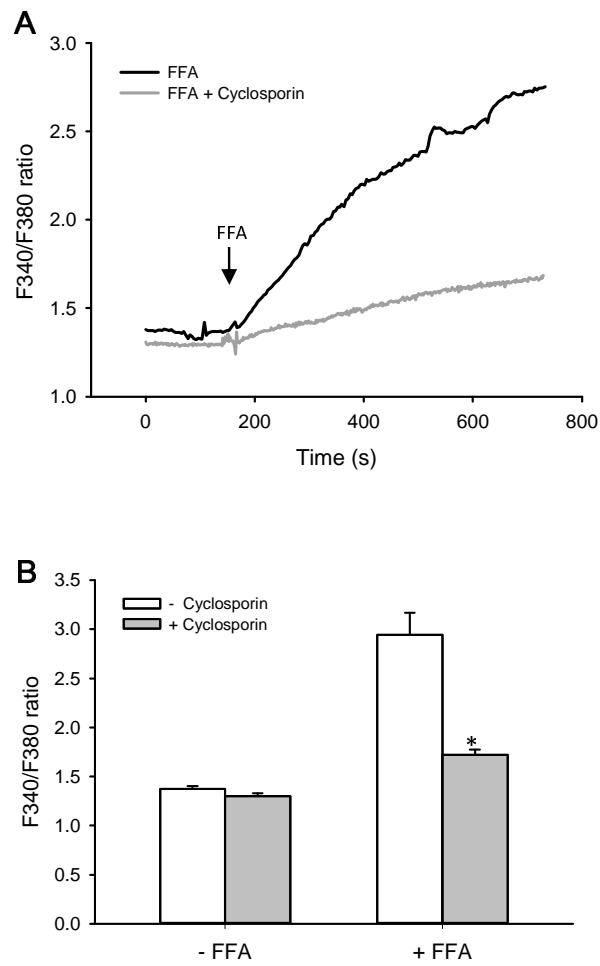 A
3.0
2.5
2.0
1.5
1.0
F340/F380 ratio
FFA
FFA + Cyclosporin
FFA
0
200
400
600
800
Time (s)
B
3.5
3.0
2.5
2.0
1.5
1.0
0.5
0.0
F340/F380 ratio
- Cyclosporin
+ Cyclosporin
*
- FFA
+ FFA